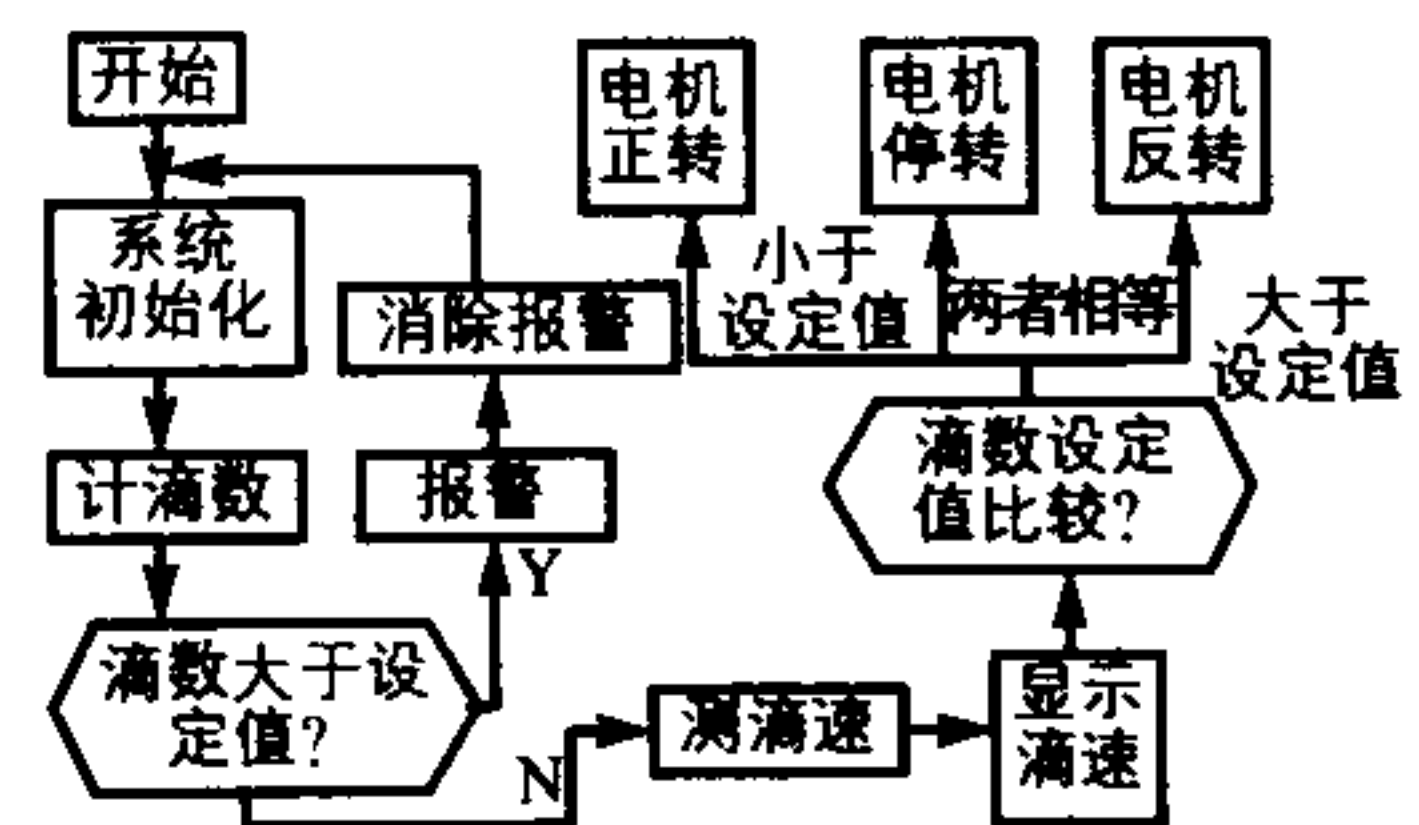 开始
系统
初始化
计滴数
滴数大于设
定值?
Y
报警
消除报警
N
测滴速
显示
滴速
滴数设定
值比较?
小于
设定值
两者相等
大于
设定值
电机
正转
电机
停转
电机
反转